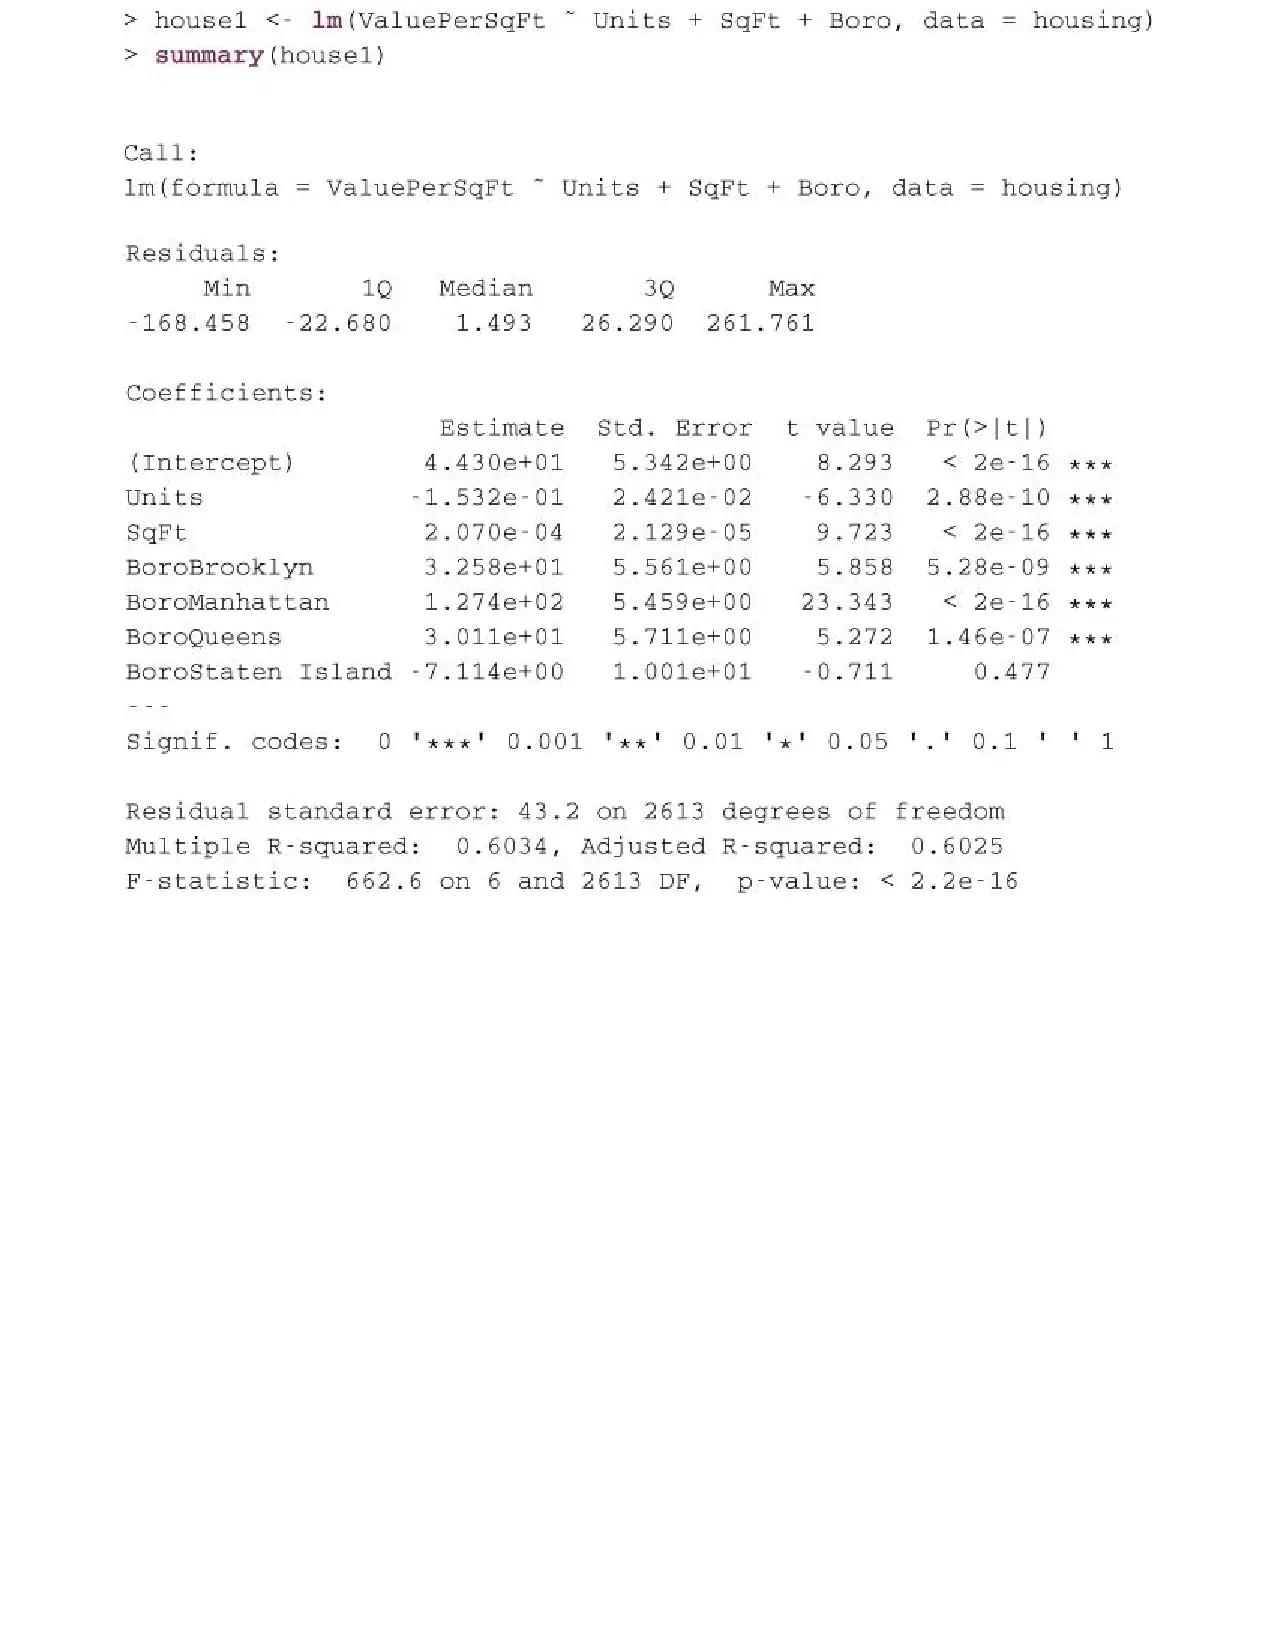 > house1 <- lm(ValuePerSqFt ~ Units + SqFt + Boro, data = housing)
> summary(house1)
Call:
lm(formula = ValuePerSqFt ~ Units + SqFt + Boro, data = housing)
Residuals:
Min 1Q Median 3Q Max
-168.458 -22.680 1.493 26.290 261.761
Coefficients:
Estimate Std. Error t value Pr(>|t|)
(Intercept) 4.430e+01 5.342e+00 8.293 < 2e-16 ***
Units -1.532e-01 2.421e-02 -6.330 2.88e-10 ***
SqFt 2.070e-04 2.129e-05 9.723 < 2e-16 ***
BoroBrooklyn 3.258e+01 5.561e+00 5.858 5.28e-09 ***
BoroManhattan 1.274e+02 5.459e+00 23.343 < 2e-16 ***
BoroQueens 3.011e+01 5.711e+00 5.272 1.46e-07 ***
BoroStaten Island -7.114e+00 1.001e+01 -0.711 0.477
---
Signif. codes: 0 '***' 0.001 '**' 0.01 '*' 0.05 '.' 0.1 ' ' 1
Residual standard error: 43.2 on 2613 degrees of freedom
Multiple R-squared: 0.6034, Adjusted R-squared: 0.6025
F-statistic: 662.6 on 6 and 2613 DF, p-value: < 2.2e-16